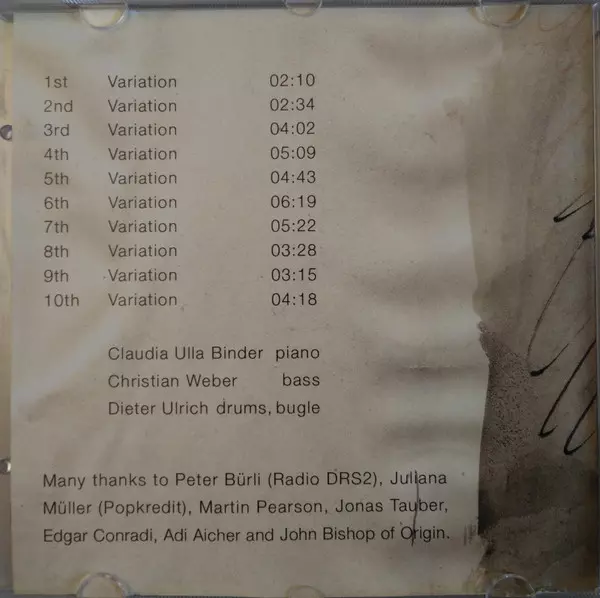 1st Variation 02:10
2nd Variation 02:34
3rd Variation 04:02
4th Variation 05:09
5th Variation 04:43
6th Variation 06:19
7th Variation 05:22
8th Variation 03:28
9th Variation 03:15
10th Variation 04:18
Claudia Ulla Binder piano
Christian Weber bass
Dieter Ulrich drums, bugle
Many thanks to Peter Bürli (Radio DRS2), Juliana
Müller (Popkredit), Martin Pearson, Jonas Tauber,
Edgar Conradi, Adi Aicher and John Bishop of Origin.